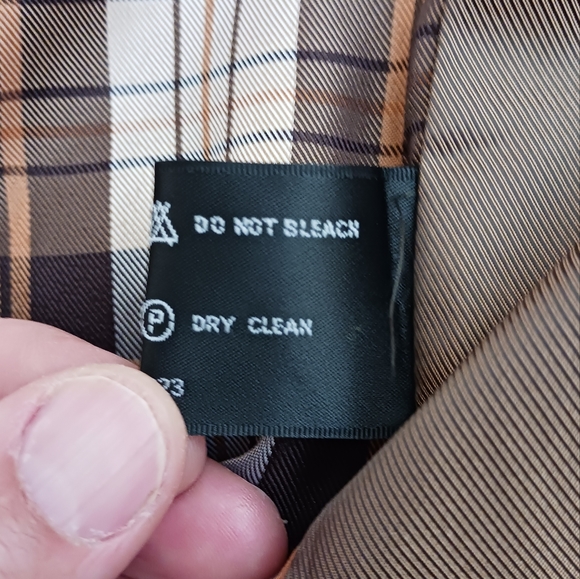 DO NOT BLEACH
P DRY CLEAN
23